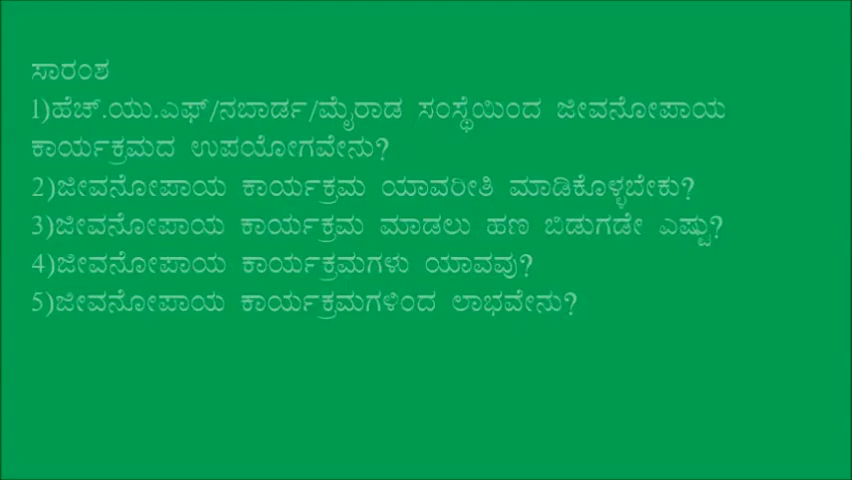 ಸಾರಂಶ
1)ಹೆಚ್.ಯು.ಎಫ್/ನಬಾರ್ಡ/ಮೈರಾಡ ಸಂಸ್ಥೆಯಿಂದ ಜೀವನೋಪಾಯ
ಕಾರ್ಯಕ್ರಮದ ಉಪಯೋಗವೇನು?
2)ಜೀವನೋಪಾಯ ಕಾರ್ಯಕ್ರಮ ಯಾವರೀತಿ ಮಾಡಿಕೊಳ್ಳಬೇಕು?
3)ಜೀವನೋಪಾಯ ಕಾರ್ಯಕ್ರಮ ಮಾಡಲು ಹಣ ಬಿಡುಗಡೇ ಎಷ್ಟು?
4)ಜೀವನೋಪಾಯ ಕಾರ್ಯಕ್ರಮಗಳು ಯಾವವು?
5)ಜೀವನೋಪಾಯ ಕಾರ್ಯಕ್ರಮಗಳಿಂದ ಲಾಭವೇನು?